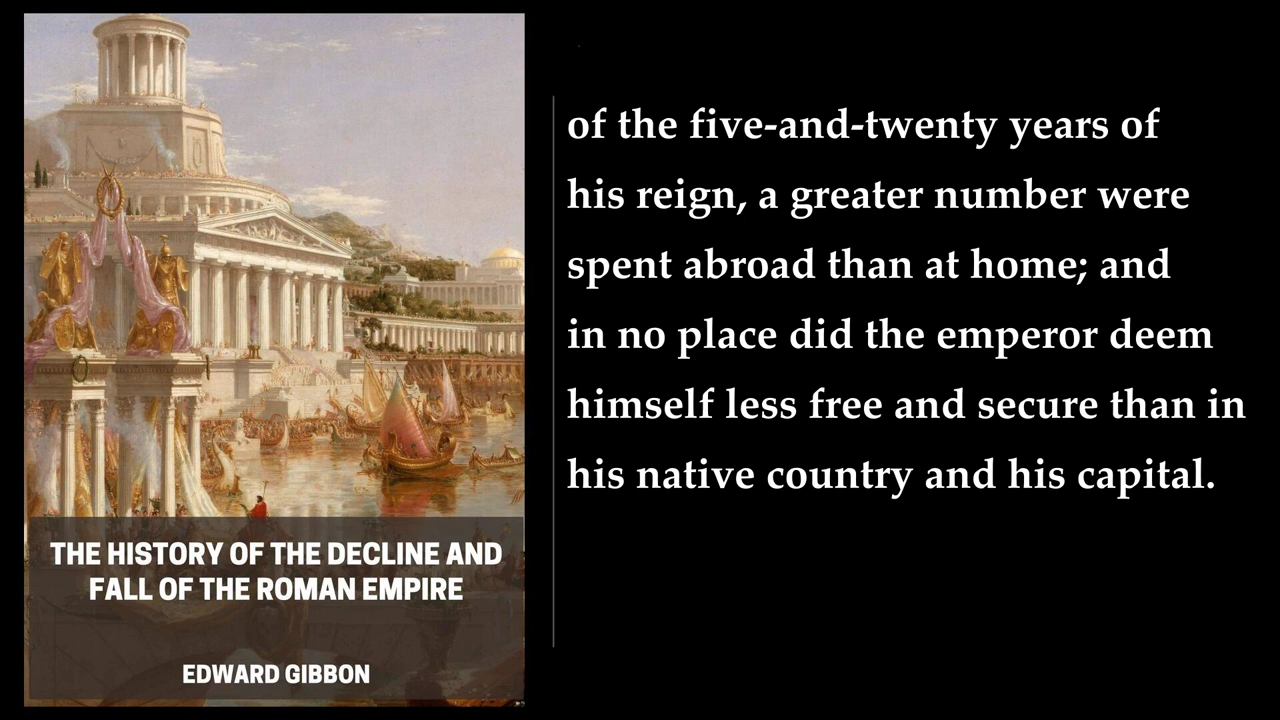 of the five-and-twenty years of
his reign, a greater number were
spent abroad than at home; and
in no place did the emperor deem
himself less free and secure than in
his native country and his capital.
THE HISTORY OF THE DECLINE AND
FALL OF THE ROMAN EMPIRE
EDWARD GIBBON